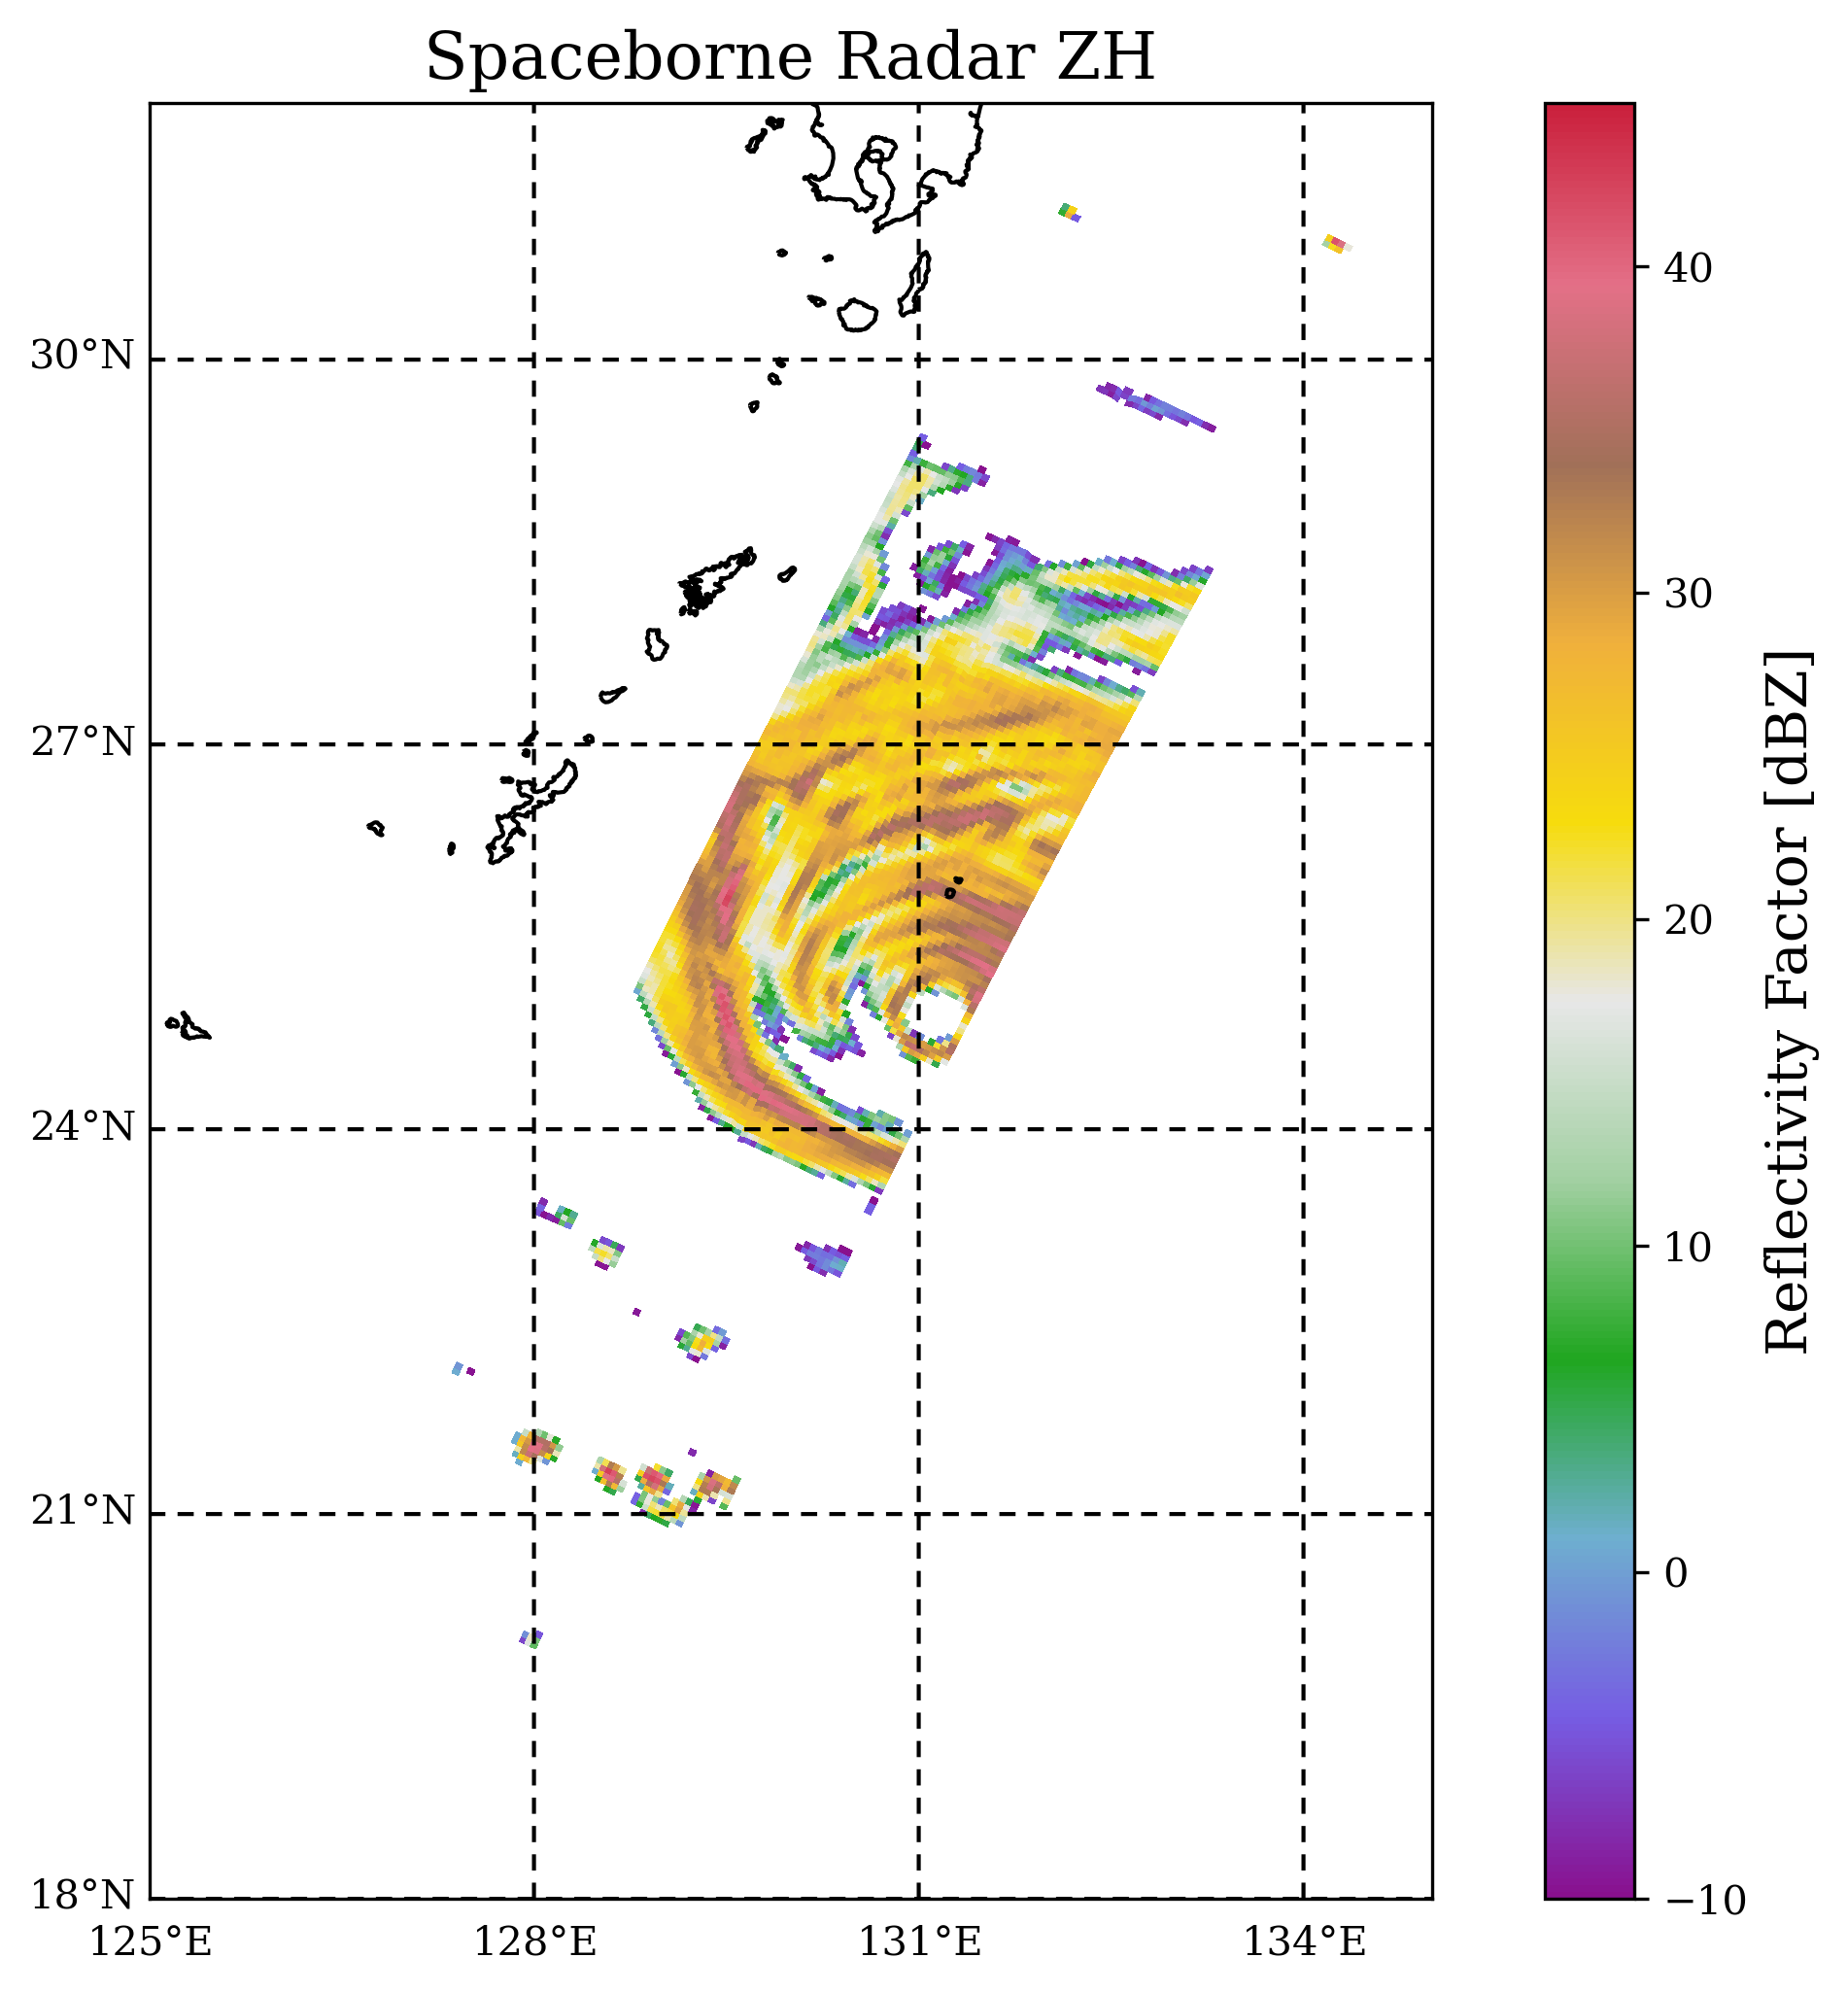 Spaceborne Radar ZH
30°N
27°N
24°N
21°N
18°N
125°E
128°E
131°E
134°E
40
30
20
10
0
−10
Reflectivity Factor [dBZ]